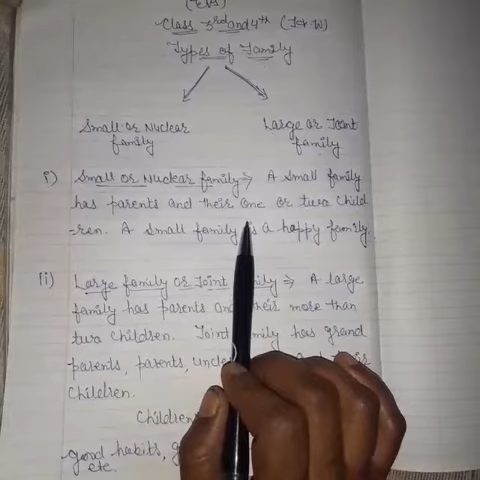 (EVS)
Class 3rd and 4th (T & W)
Types of Family
Small or Nuclear family
Large or Joint family
i) Small or Nuclear family ⇒ A small family
has parents and their one or two child
=ren. A small family is a happy family.
ii) Large family or Joint family ⇒ A large
family has parents and their more than
two children. Joint family has grand
parents, parents, uncle
children.
Children
good habits,
etc.